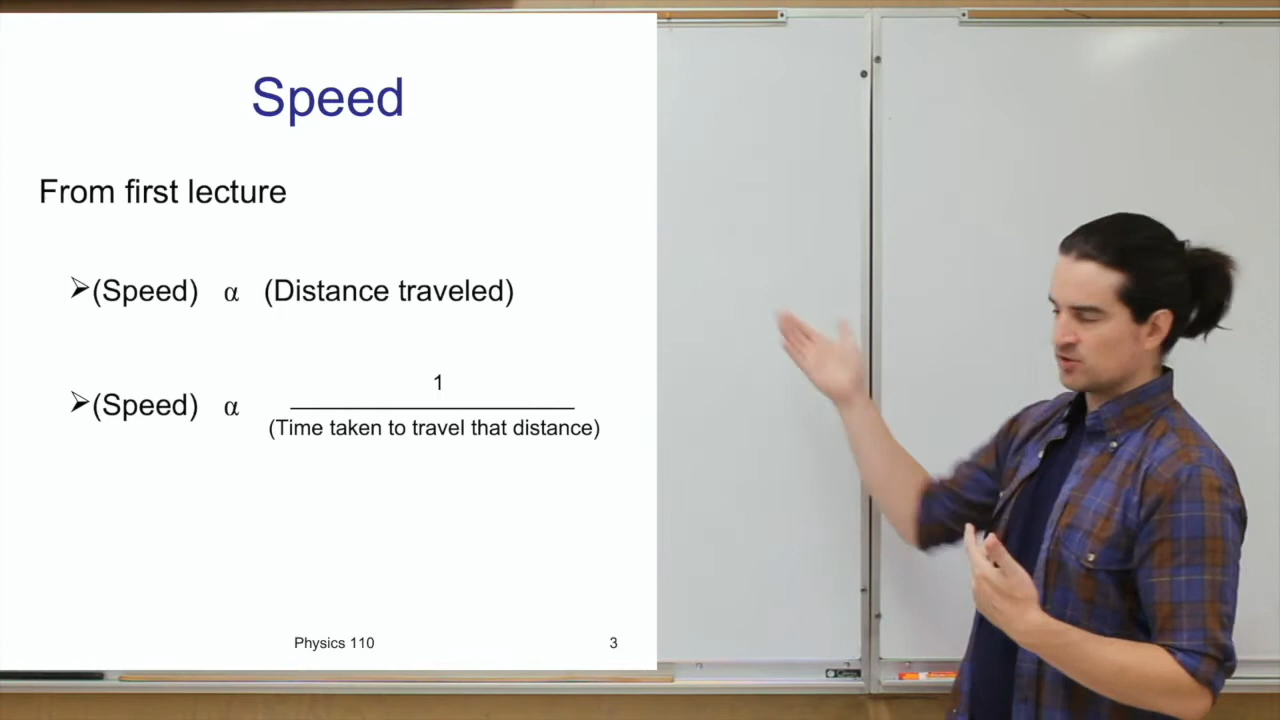 Speed
From first lecture
➢(Speed) α (Distance traveled)
1
➢(Speed) α
(Time taken to travel that distance)
Physics 110
3